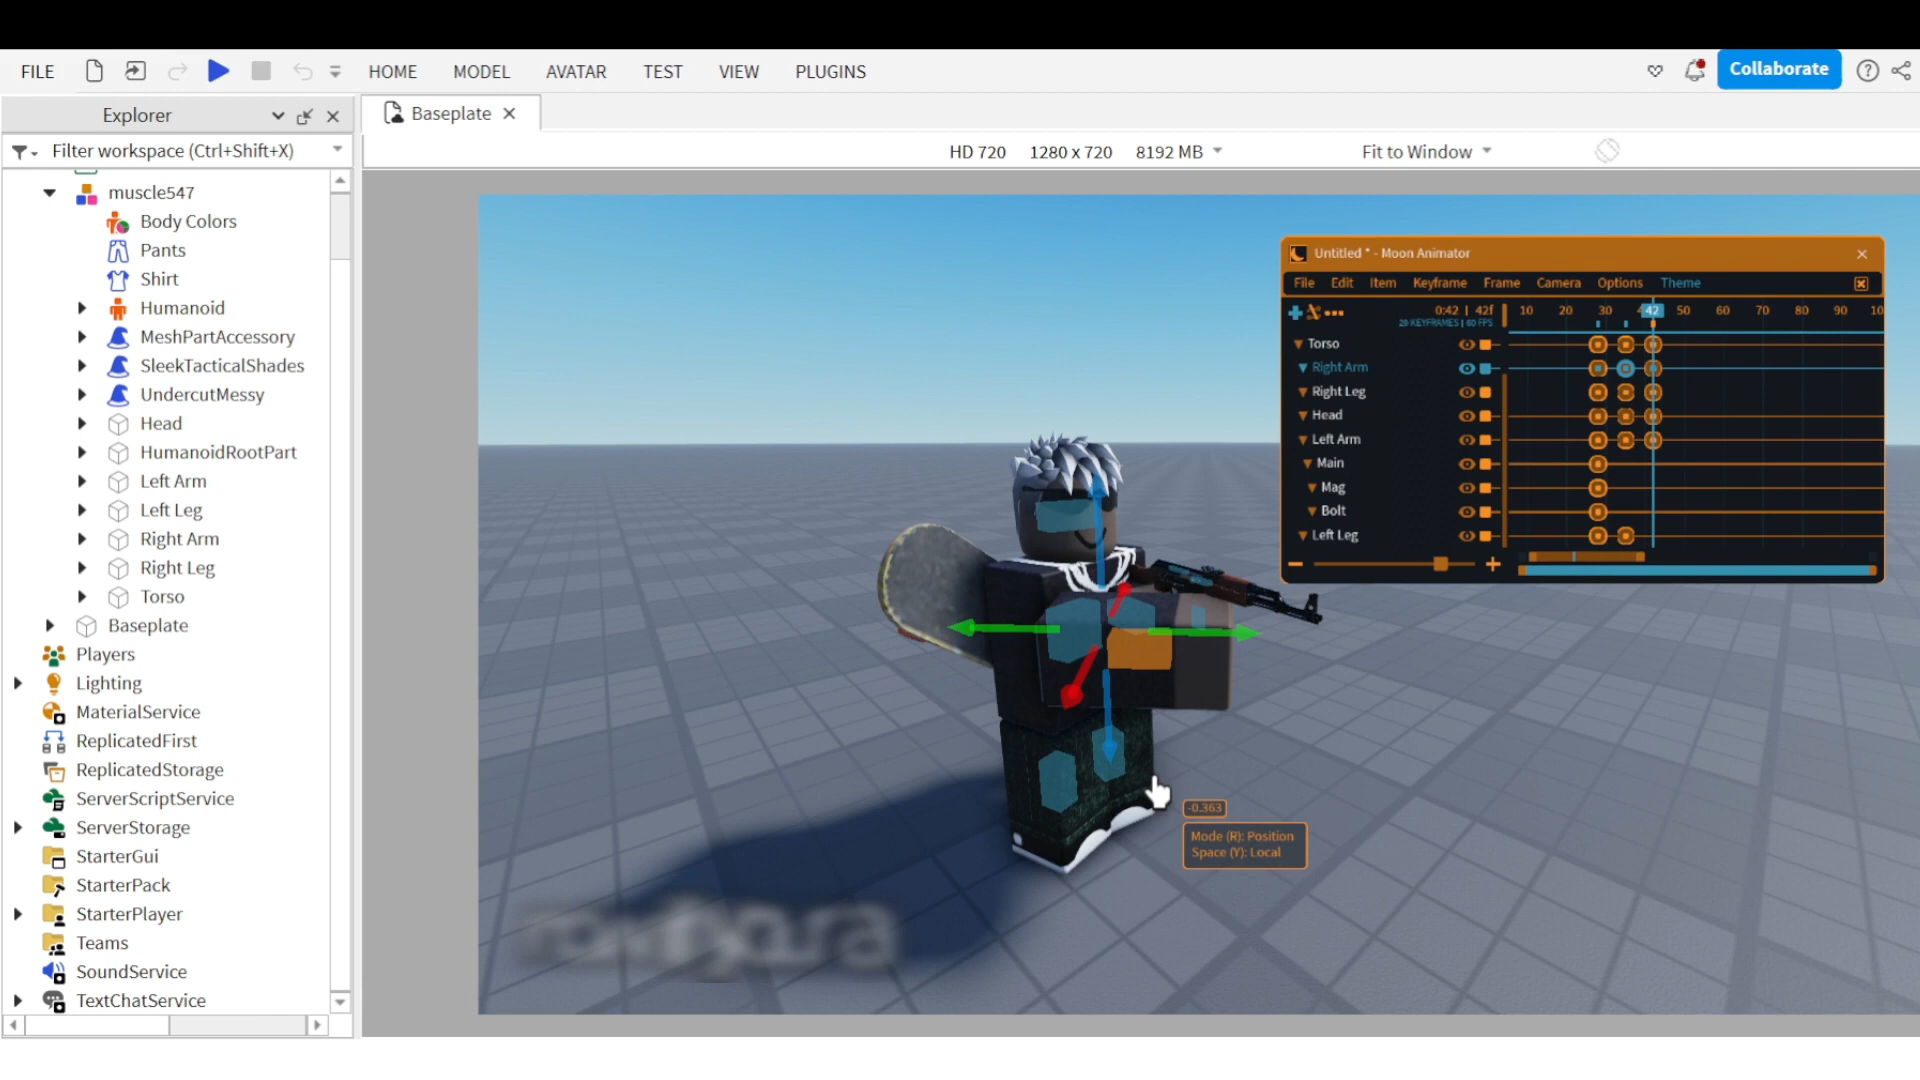 FILE
HOME
MODEL
AVATAR
TEST
VIEW
PLUGINS
Collaborate
Explorer
Baseplate
Filter workspace (Ctrl+Shift+X)
HD 720
1280 x 720
8192 MB
Fit to Window
muscle547
Body Colors
Pants
Shirt
Humanoid
MeshPartAccessory
SleekTacticalShades
UndercutMessy
Head
HumanoidRootPart
Left Arm
Left Leg
Right Arm
Right Leg
Torso
Baseplate
Players
Lighting
MaterialService
ReplicatedFirst
ReplicatedStorage
ServerScriptService
ServerStorage
StarterGui
StarterPack
StarterPlayer
Teams
SoundService
TextChatService
Untitled * - Moon Animator
File Edit Item Keyframe Frame Camera Options Theme
0:42 | 42f
10 20 30 42 50 60 70 80 90 10
KEYFRAMES | 60 FPS
Torso
Right Arm
Right Leg
Head
Left Arm
Main
Mag
Bolt
Left Leg
-0.363
Mode (R): Position
Space (Y): Local